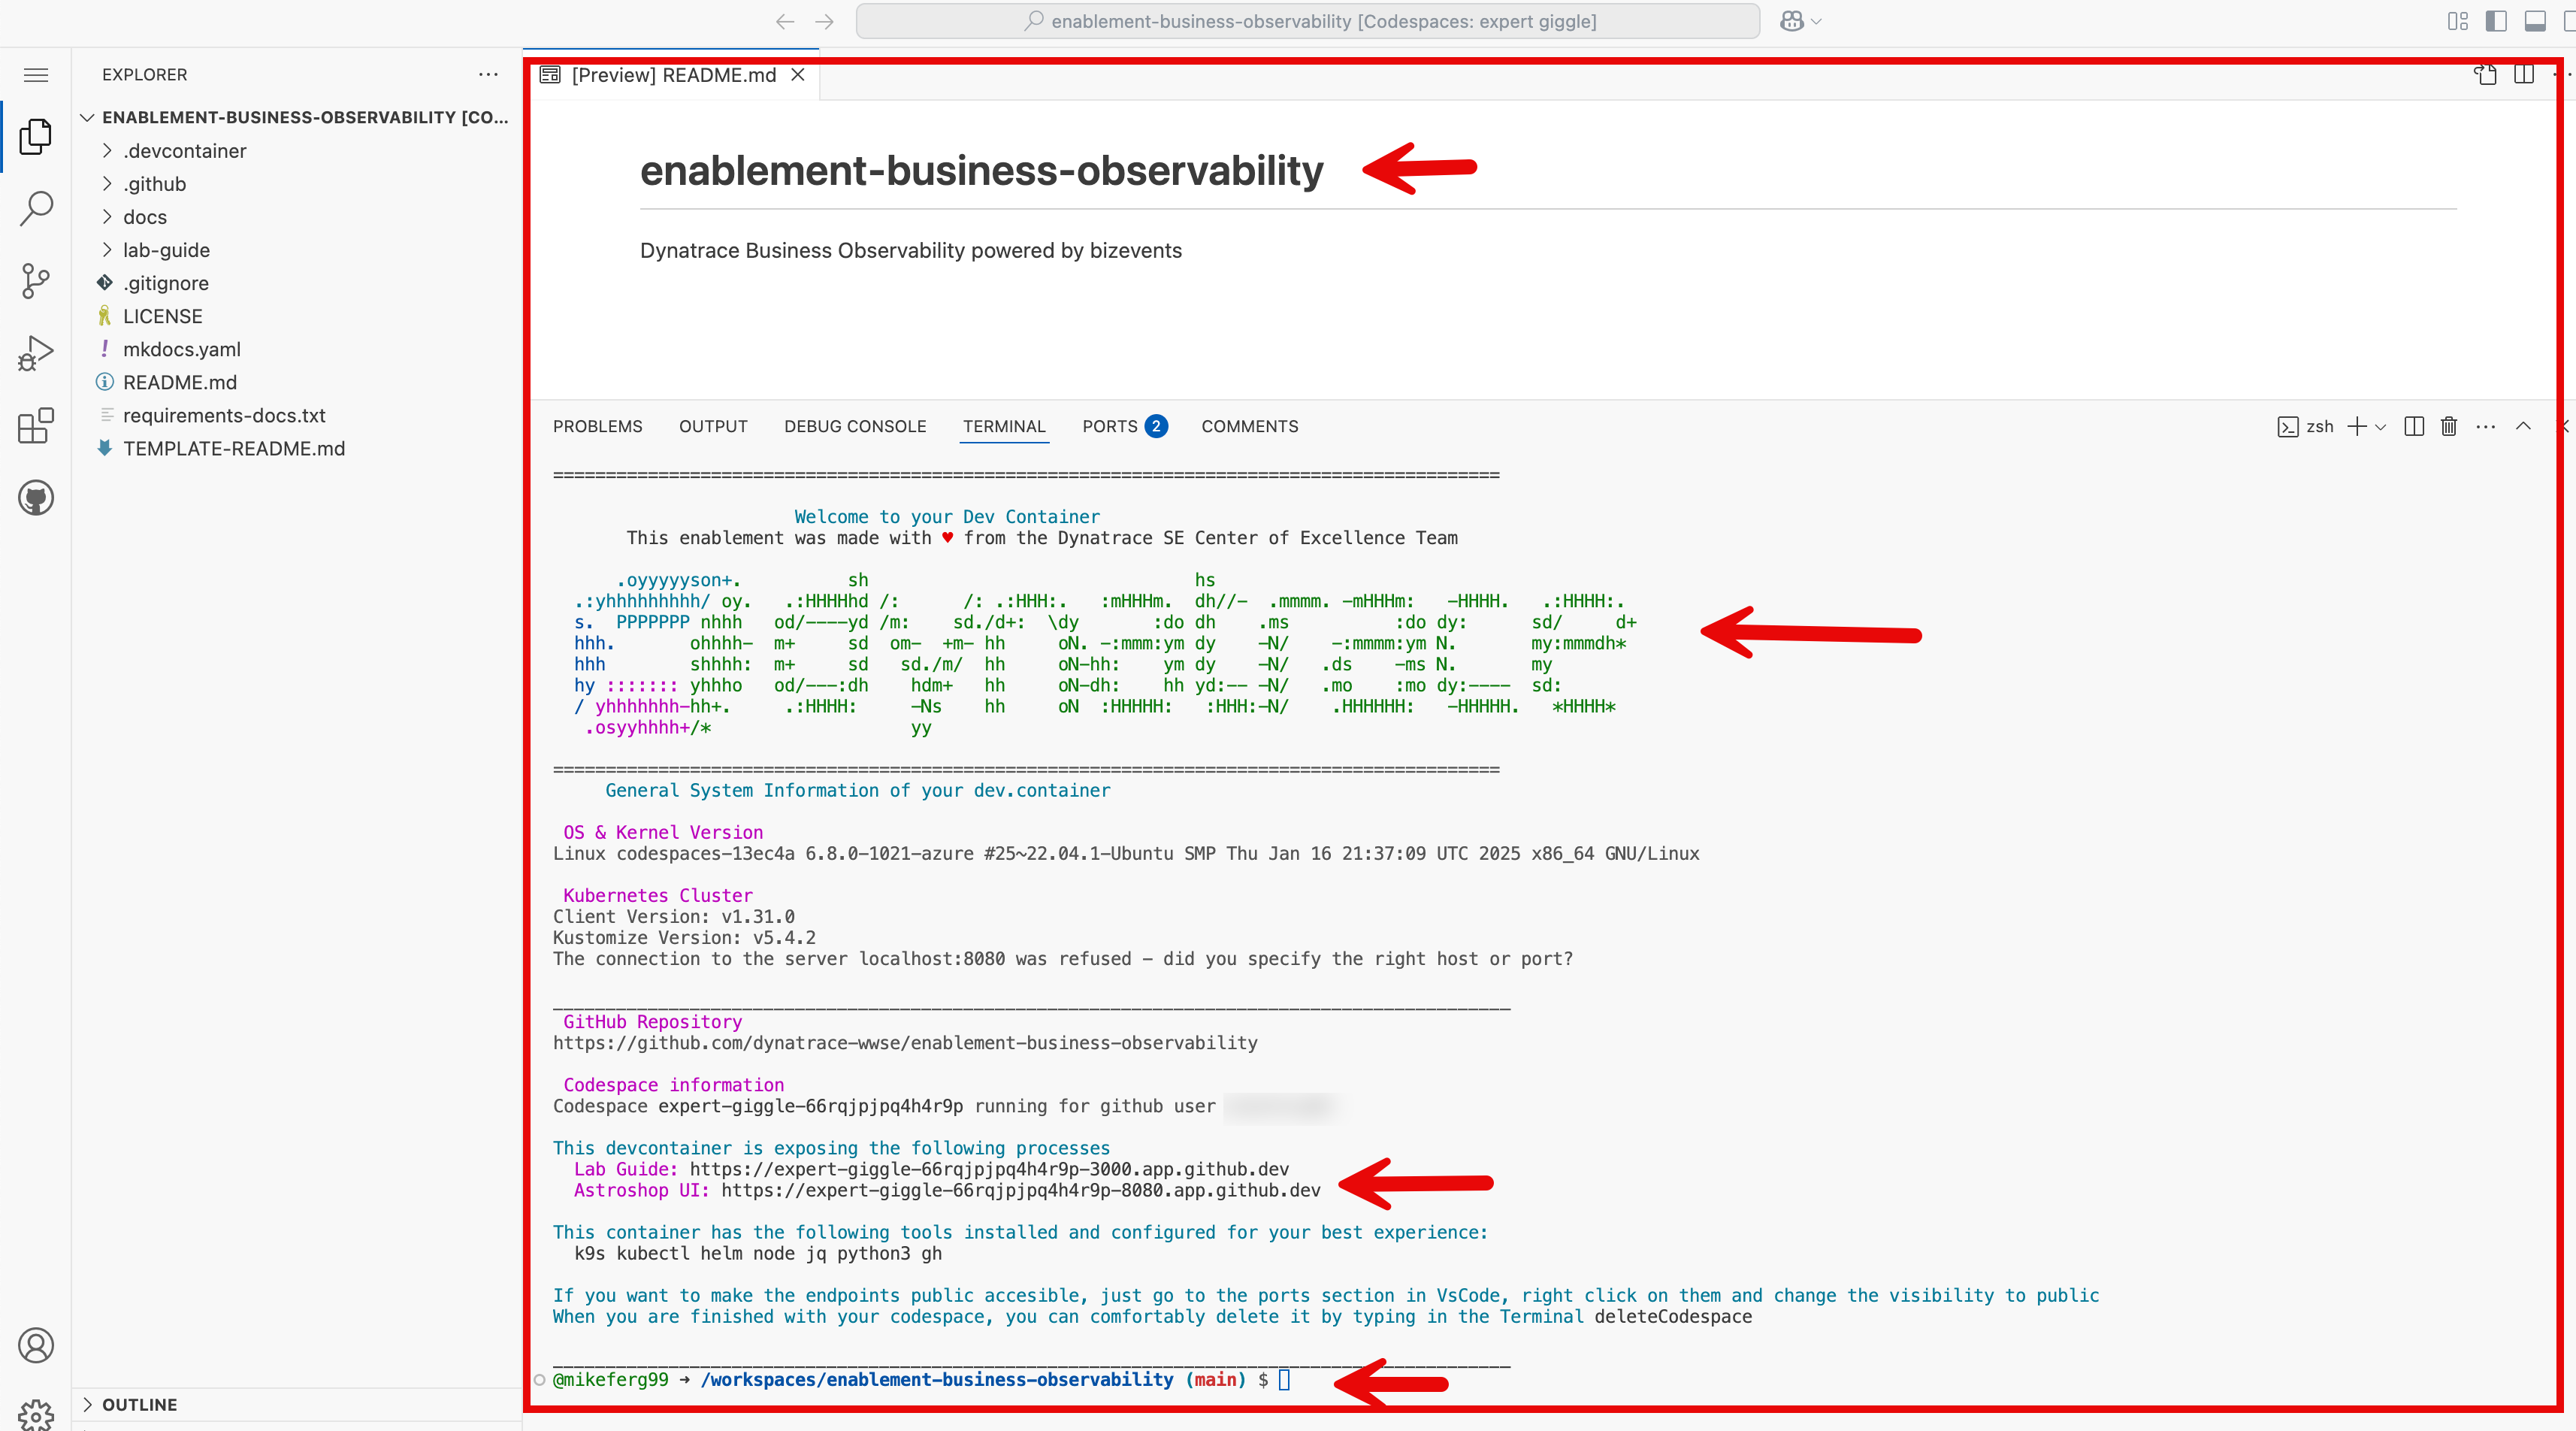 enablement-business-observability [Codespaces: expert giggle]
EXPLORER
ENABLEMENT-BUSINESS-OBSERVABILITY [CO...
.devcontainer
.github
docs
lab-guide
.gitignore
LICENSE
mkdocs.yaml
README.md
requirements-docs.txt
TEMPLATE-README.md
OUTLINE
[Preview] README.md
enablement-business-observability
Dynatrace Business Observability powered by bizevents
PROBLEMS OUTPUT DEBUG CONSOLE TERMINAL PORTS 2 COMMENTS
zsh
==========================================================================================
Welcome to your Dev Container
This enablement was made with ♥ from the Dynatrace SE Center of Excellence Team
      .oyyyyyson+.          sh                               hs
  .:yhhhhhhhhh/ oy.   .:HHHHhd /:      /: .:HHH:.   :mHHHm.  dh//-  .mmmm. -mHHHm:   -HHHH.   .:HHHH:.
  s.  PPPPPPP nhhh   od/----yd /m:    sd./d+:  \dy       :do dh    .ms          :do dy:      sd/     d+
  hhh.       ohhhh-  m+     sd  om-  +m- hh     oN. -:mmm:ym dy    -N/    -:mmmm:ym N.       my:mmmdh*
  hhh        shhhh:  m+     sd   sd./m/  hh     oN-hh:    ym dy    -N/   .ds    -ms N.       my
  hy ::::::: yhhho   od/---:dh    hdm+   hh     oN-dh:    hh yd:-- -N/   .mo    :mo dy:----  sd:
  / yhhhhhhh-hh+.     .:HHHH:     -Ns    hh     oN  :HHHHH:   :HHH:-N/    .HHHHHH:   -HHHHH.   *HHHH*
   .osyyhhhh+/*                   yy
==========================================================================================
General System Information of your dev.container
OS & Kernel Version
Linux codespaces-13ec4a 6.8.0-1021-azure #25~22.04.1-Ubuntu SMP Thu Jan 16 21:37:09 UTC 2025 x86_64 GNU/Linux
Kubernetes Cluster
Client Version: v1.31.0
Kustomize Version: v5.4.2
The connection to the server localhost:8080 was refused - did you specify the right host or port?
___________________________________________________________________________________________
GitHub Repository
https://github.com/dynatrace-wwse/enablement-business-observability
Codespace information
Codespace expert-giggle-66rqjpjpq4h4r9p running for github user
This devcontainer is exposing the following processes
Lab Guide: https://expert-giggle-66rqjpjpq4h4r9p-3000.app.github.dev
Astroshop UI: https://expert-giggle-66rqjpjpq4h4r9p-8080.app.github.dev
This container has the following tools installed and configured for your best experience:
k9s kubectl helm node jq python3 gh
If you want to make the endpoints public accesible, just go to the ports section in VsCode, right click on them and change the visibility to public
When you are finished with your codespace, you can comfortably delete it by typing in the Terminal deleteCodespace
___________________________________________________________________________________________
@mikeferg99 → /workspaces/enablement-business-observability (main) $